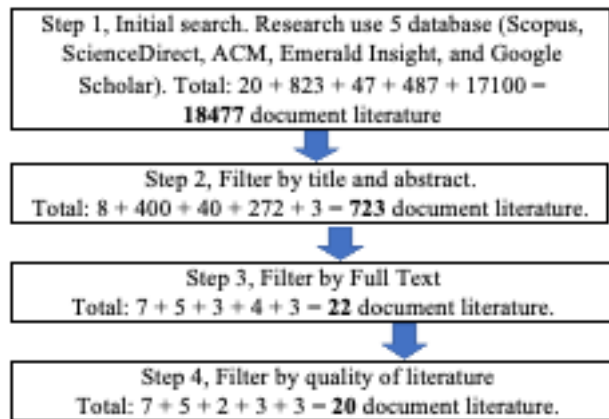 Step 1, Initial search. Research use 5 database (Scopus,
ScienceDirect, ACM, Emerald Insight, and Google
Scholar). Total: 20 + 823 + 47 + 487 + 17100 =
18477 document literature
Step 2, Filter by title and abstract.
Total: 8 + 400 + 40 + 272 + 3 = 723 document literature.
Step 3, Filter by Full Text
Total: 7 + 5 + 3 + 4 + 3 = 22 document literature.
Step 4, Filter by quality of literature
Total: 7 + 5 + 2 + 3 + 3 = 20 document literature.